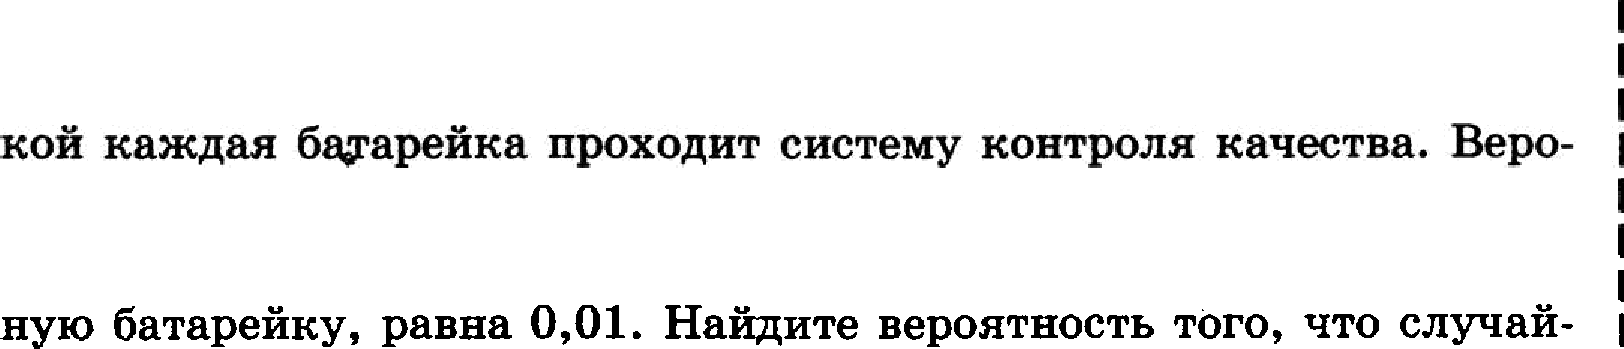 кой каждая батарейка проходит систему контроля качества. Веро-
ную батарейку, равна 0,01. Найдите вероятность того, что случай-